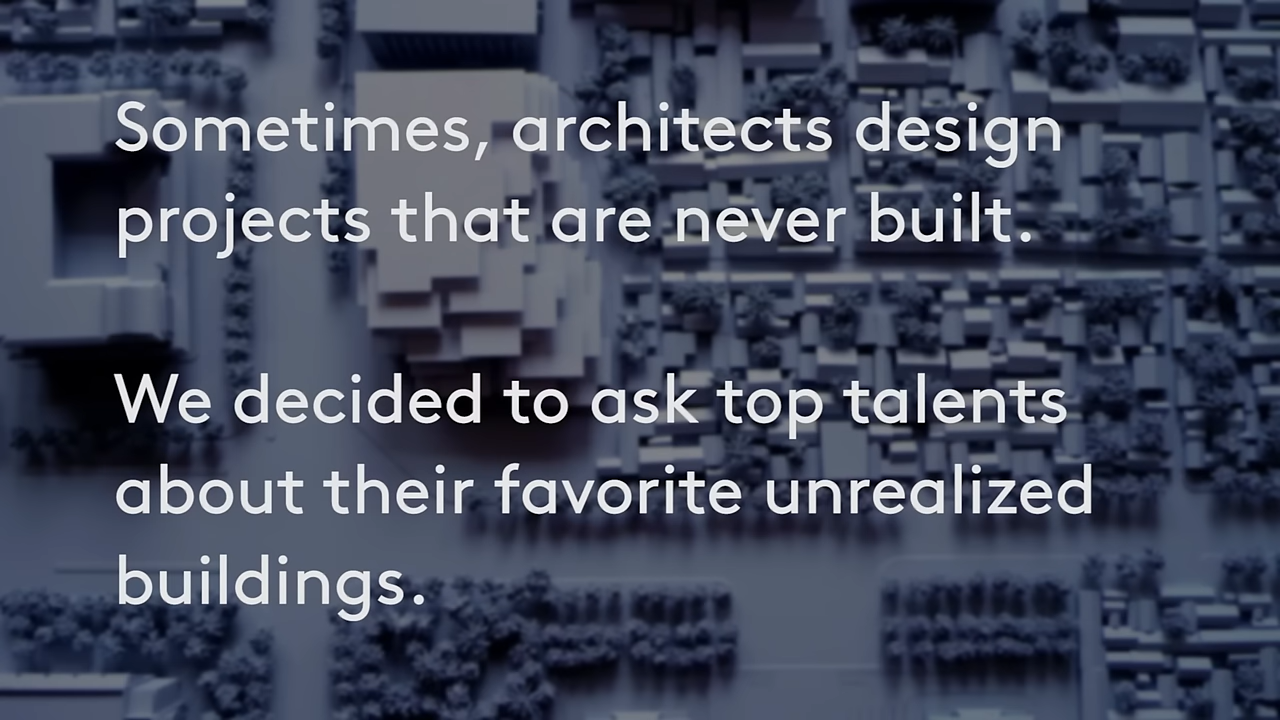 Sometimes, architects design
projects that are never built.
We decided to ask top talents
about their favorite unrealized
buildings.